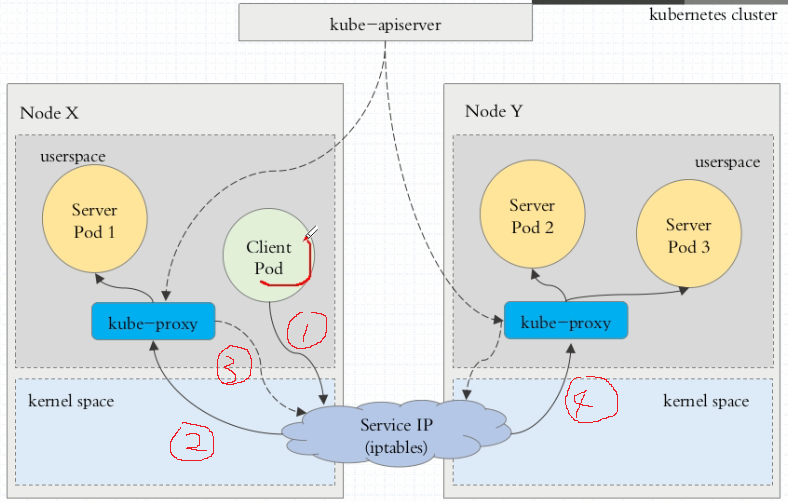 kube-apiserver
kubernetes cluster
Node X
Node Y
userspace
userspace
Server
Pod 1
Client
Pod
Server
Pod 2
Server
Pod 3
kube-proxy
kube-proxy
1
3
2
4
kernel space
kernel space
Service IP
(iptables)